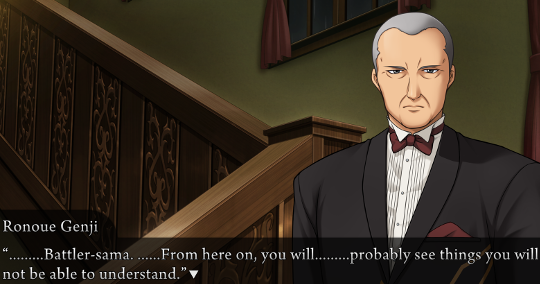 Ronoue Genji
“.........Battler-sama. ......From here on, you will.........probably see things you will
not be able to understand.”▼